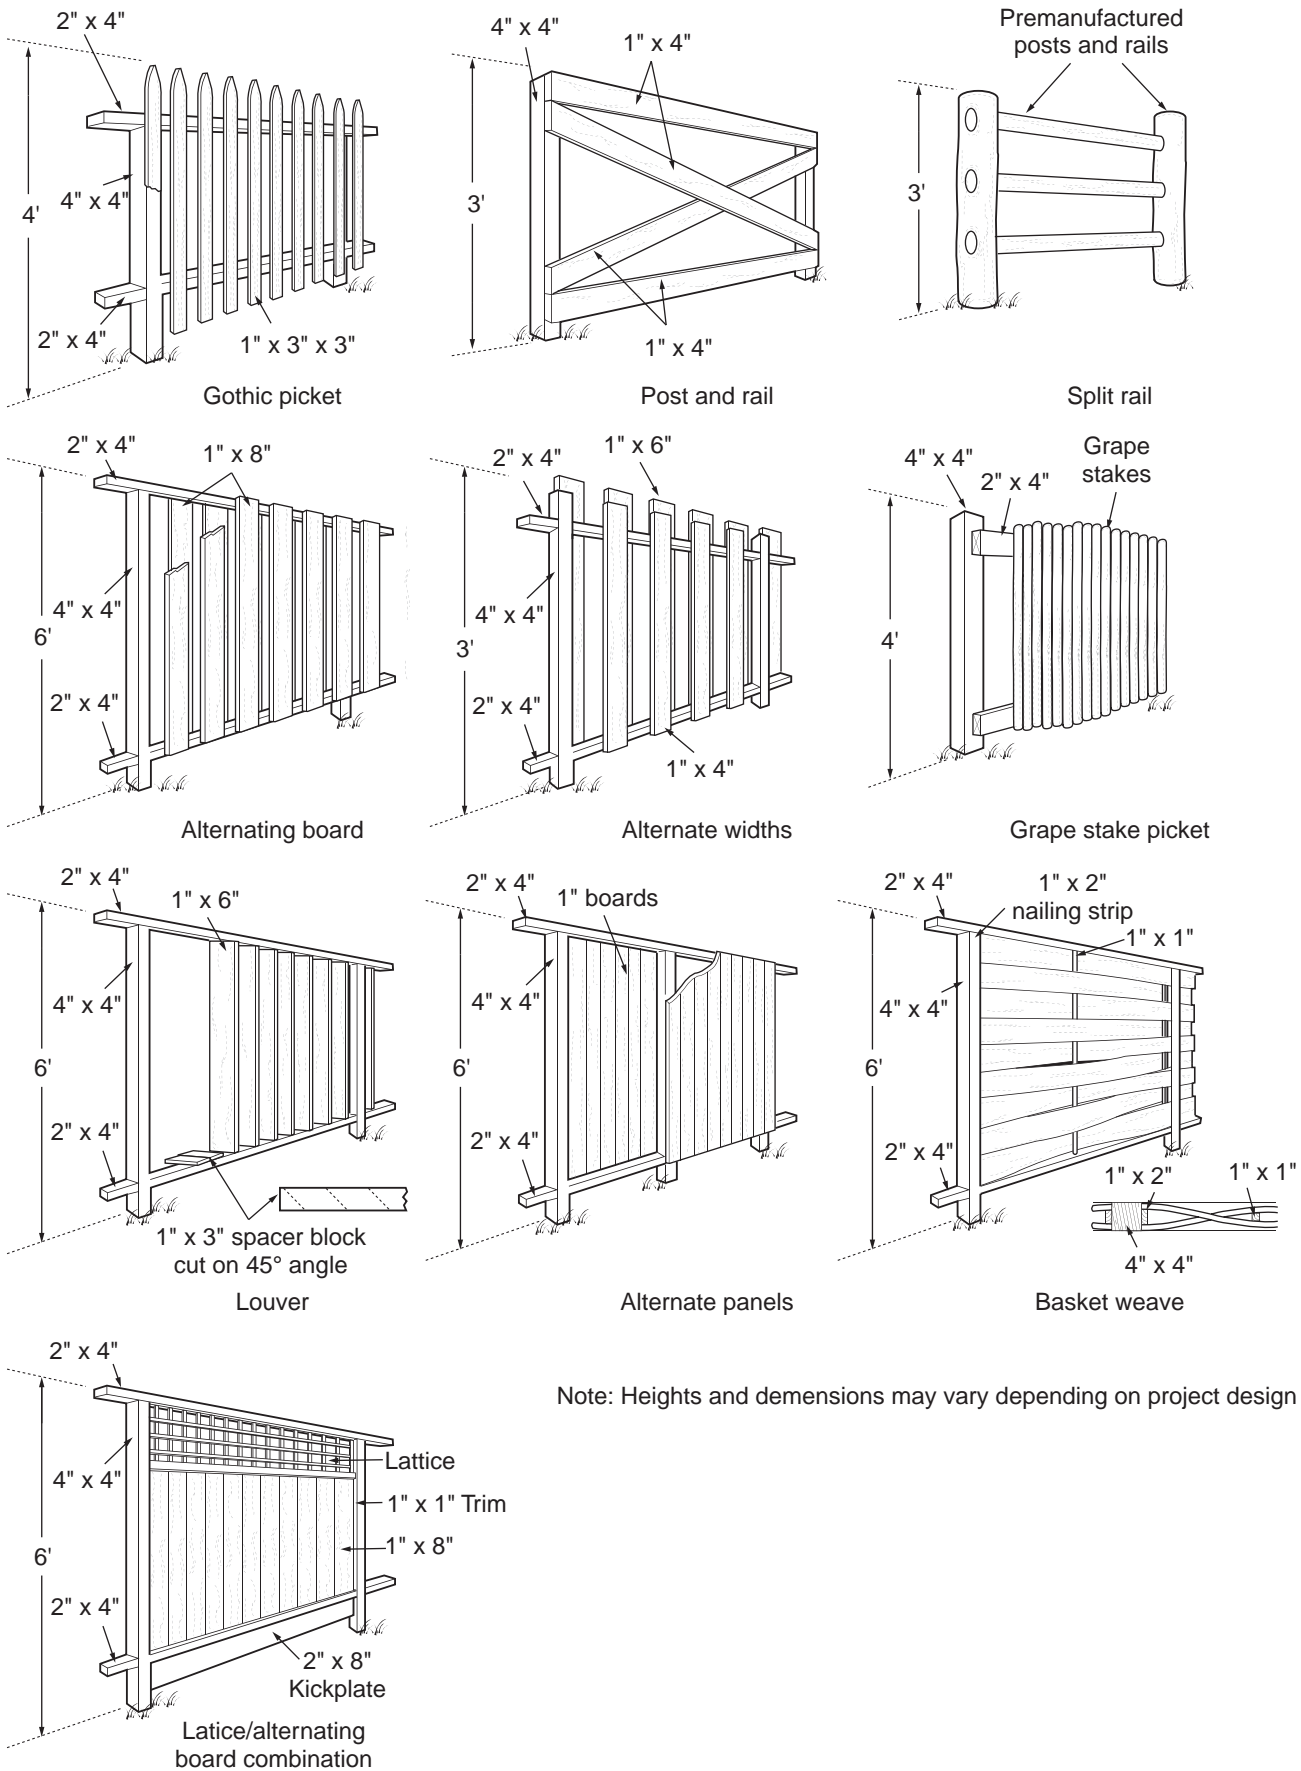 2" x 4"
4'
4" x 4"
2" x 4"
1" x 3" x 3"
Gothic picket
4" x 4"
1" x 4"
3'
1" x 4"
Post and rail
Premanufactured
posts and rails
3'
Split rail
2" x 4"
1" x 8"
4" x 4"
6'
2" x 4"
Alternating board
2" x 4"
1" x 6"
4" x 4"
3'
2" x 4"
1" x 4"
Alternate widths
4" x 4"
2" x 4"
Grape
stakes
4'
Grape stake picket
2" x 4"
1" x 6"
4" x 4"
6'
2" x 4"
1" x 3" spacer block
cut on 45° angle
Louver
2" x 4"
1" boards
4" x 4"
6'
2" x 4"
Alternate panels
2" x 4"
1" x 2"
nailing strip
1" x 1"
4" x 4"
6'
2" x 4"
1" x 2"
1" x 1"
4" x 4"
Basket weave
2" x 4"
4" x 4"
Lattice
1" x 1" Trim
1" x 8"
6'
2" x 4"
2" x 8"
Kickplate
Latice/alternating
board combination
Note: Heights and demensions may vary depending on project design